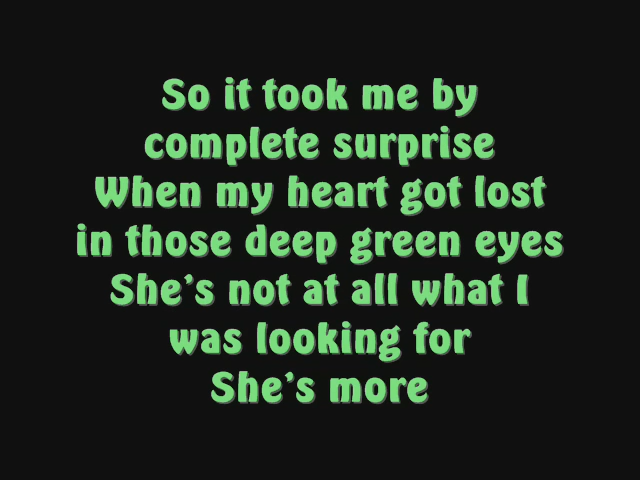 So it took me by
complete surprise
When my heart got lost
in those deep green eyes
She's not at all what I
was looking for
She's more